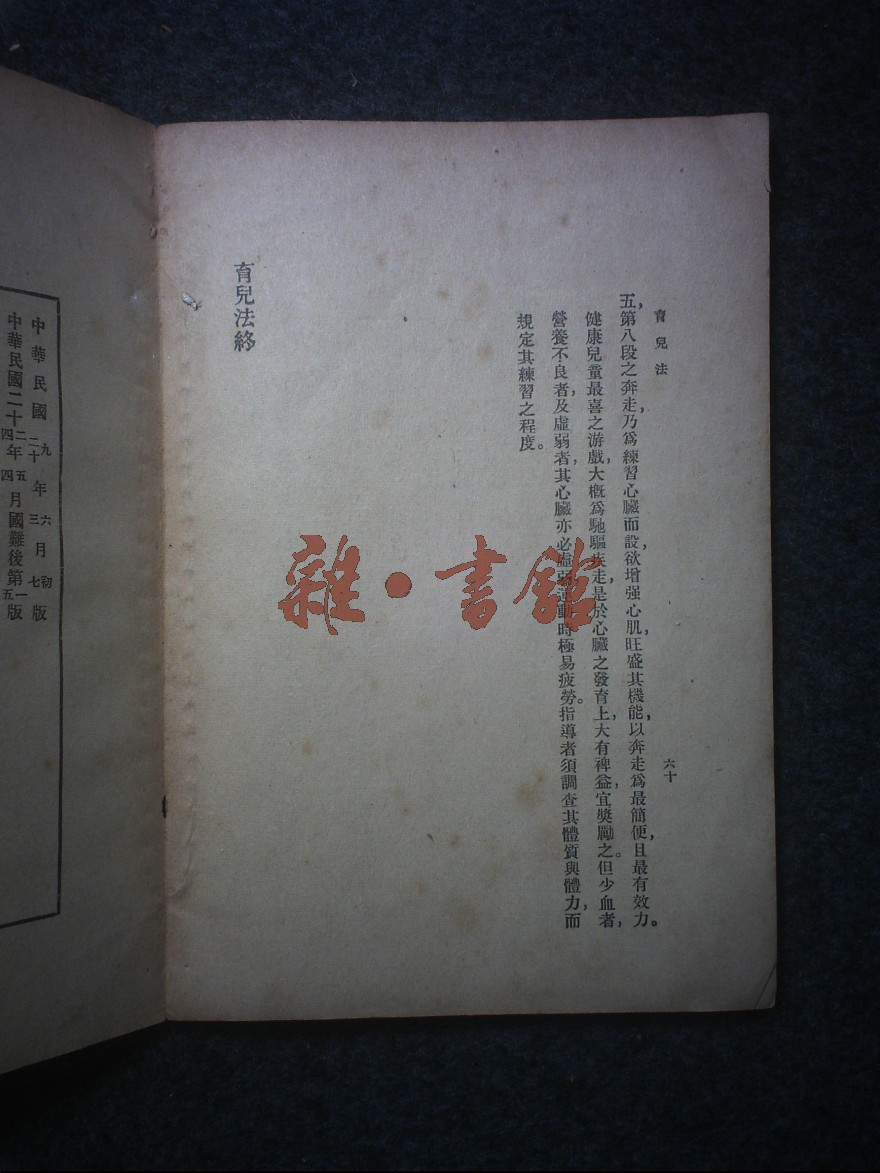 育兒法
六十
五，第八段之奔走，乃爲練習心臟而設，欲增强心肌，旺盛其機能，以奔走爲最簡便，且最有效力。
健康兒童最喜之游戲，大槪爲馳驅疾走，是於心臟之發育上，大有裨益，宜獎勵之。但少血者，
營養不良者，及虛弱者，其心臟亦必虛弱，運動時極易疲勞。指導者須調查其體質與體力，而
規定其練習之程度。
育兒法終
雜·書館
中華民國九年六月初版
二十三七
中華民國二十二年五月國難後第一版
四四五